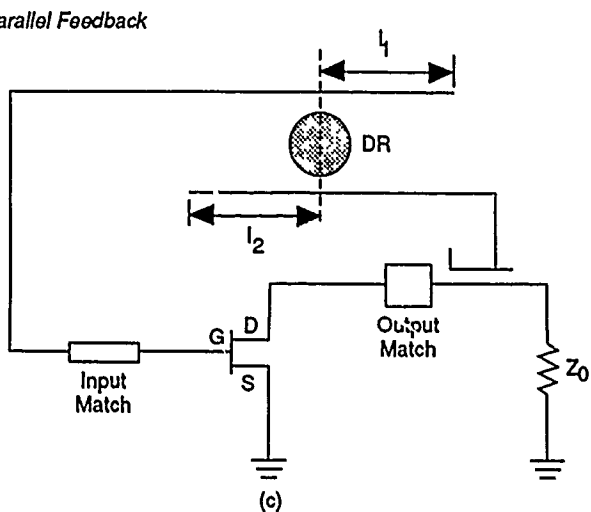 arallel Feedback
l1
DR
l2
G
D
S
Input
Match
Output
Match
Z0
(c)